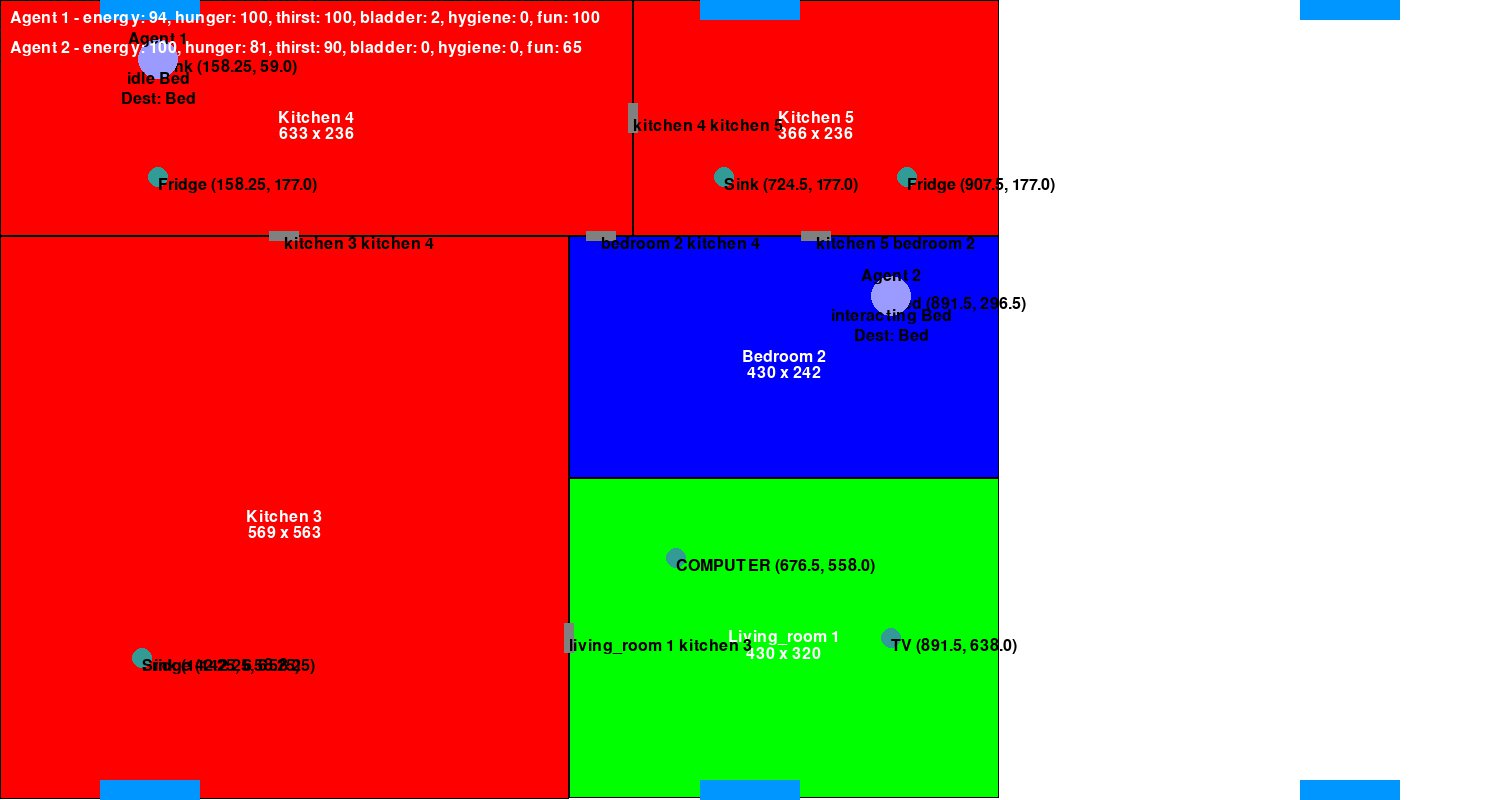 Agent 1 - energy: 94, hunger: 100, thirst: 100, bladder: 2, hygiene: 0, fun: 100
Agent 1
Agent 2 - energy: 100, hunger: 81, thirst: 90, bladder: 0, hygiene: 0, fun: 65
(158.25, 59.0)
idle Bed
Dest: Bed
Kitchen 4
633 x 236
Kitchen 5
366 x 236
kitchen 4 kitchen 5
Fridge (158.25, 177.0)
Sink (724.5, 177.0)
Fridge (907.5, 177.0)
kitchen 3 kitchen 4
bedroom 2 kitchen 4
kitchen 5 bedroom 2
Agent 2
(891.5, 296.5)
interacting Bed
Dest: Bed
Bedroom 2
430 x 242
Kitchen 3
569 x 563
COMPUTER (676.5, 558.0)
Living_room 1
430 x 320
living_room 1 kitchen 3
TV (891.5, 638.0)